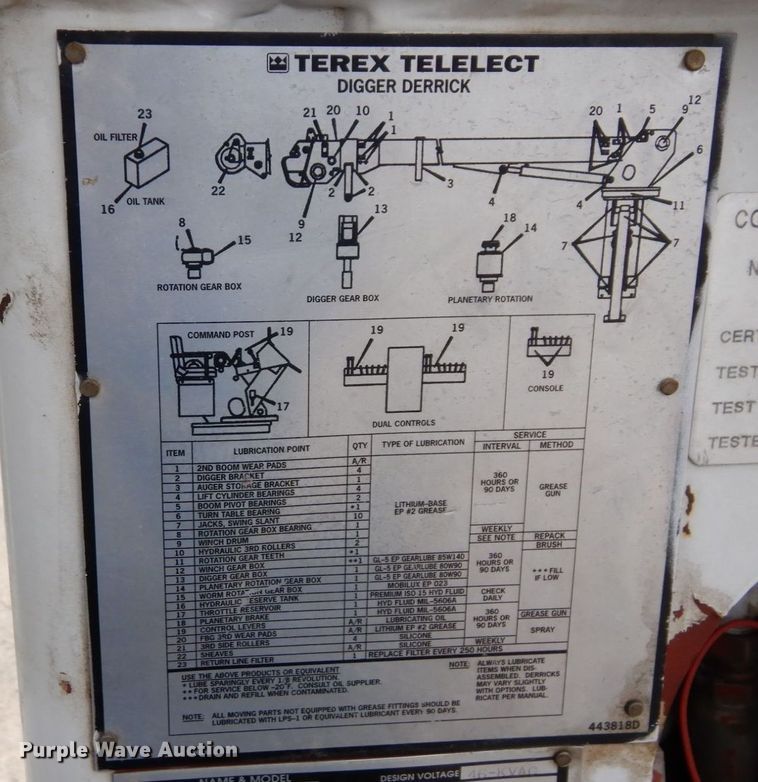 TEREX TELELECT
DIGGER DERRICK
23
OIL FILTER
16
OIL TANK
22
21
20
10
1
1
9
2
2
12
3
4
20
1
5
9
12
6
4
11
7
7
8
15
ROTATION GEAR BOX
13
DIGGER GEAR BOX
18
14
PLANETARY ROTATION
COMMAND POST
19
17
19
19
DUAL CONTROLS
19
CONSOLE
ITEM LUBRICATION POINT QTY TYPE OF LUBRICATION SERVICE
INTERVAL METHOD
1 2ND BOOM WEAR PADS A/R
2 DIGGER BRACKET 4
3 AUGER STORAGE BRACKET 1
4 LIFT CYLINDER BEARINGS 4
5 BOOM PIVOT BEARINGS 2
6 TURN TABLE BEARING *1
7 JACKS, SWING SLANT 10
8 ROTATION GEAR BOX BEARING 1
9 WINCH DRUM 1
10 HYDRAULIC 3RD ROLLERS 2
11 ROTATION GEAR TEETH *1
12 WINCH GEAR BOX **1 GL-5 EP GEARLUBE 85W140
13 DIGGER GEAR BOX 1 GL-5 EP GEARLUBE 80W90
14 PLANETARY ROTATION GEAR BOX 1 GL-5 EP GEARLUBE 80W90
15 WORM ROTATION GEAR BOX 1 MOBILUX EP 023
16 HYDRAULIC RESERVE TANK 1 PREMIUM ISO 15 HYD FLUID
17 THROTTLE RESERVOIR 1 HYD FLUID MIL-5606A
18 PLANETARY BRAKE 1 HYD FLUID MIL-5606A
19 CONTROL LEVERS A/R LUBRICATING OIL
20 FBG 3RD WEAR PADS A/R LITHIUM EP #2 GREASE
21 3RD SIDE ROLLERS 4 SILICONE
22 SHEAVES A/R SILICONE
23 RETURN LINE FILTER 1 REPLACE FILTER EVERY 250 HOURS
LITHIUM-BASE
EP #2 GREASE
360
HOURS OR
90 DAYS
GREASE
GUN
WEEKLY
SEE NOTE REPACK
BRUSH
360
HOURS OR
90 DAYS
***FILL
IF LOW
CHECK
DAILY
360
HOURS OR
90 DAYS
GREASE GUN
SPRAY
WEEKLY
USE THE ABOVE PRODUCTS OR EQUIVALENT
* LUBE SPARINGLY EVERY 1/8 REVOLUTION.
** FOR SERVICE BELOW -20°F. CONSULT OIL SUPPLIER.
***DRAIN AND REFILL WHEN CONTAMINATED.
NOTE: ALWAYS LUBRICATE
ITEMS WHEN DIS-
ASSEMBLED. DERRICKS
MAY VARY SLIGHTLY
WITH OPTIONS. LUB-
RICATE PER MANUAL.
NOTE: ALL MOVING PARTS NOT EQUIPPED WITH GREASE FITTINGS SHOULD BE
LUBRICATED WITH LPS-1 OR EQUIVALENT LUBRICANT EVERY 90 DAYS.
443818D
CO
CERT
TEST
TEST
TESTE
NAME & MODEL
DESIGN VOLTAGE 46-KVAC
Purple Wave Auction